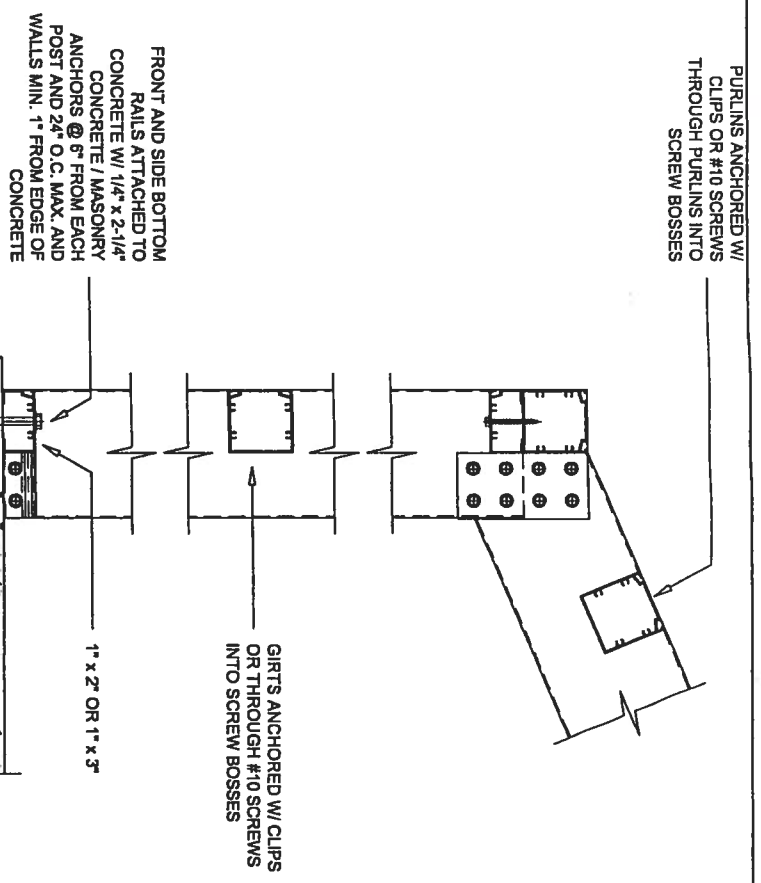 PURLINS ANCHORED W/
CLIPS OR #10 SCREWS
THROUGH PURLINS INTO
SCREW BOSSES
FRONT AND SIDE BOTTOM
RAILS ATTACHED TO
CONCRETE W/ 1/4" x 2-1/4"
CONCRETE / MASONRY
ANCHORS @ 6" FROM EACH
POST AND 24" O.C. MAX. AND
WALLS MIN. 1" FROM EDGE OF
CONCRETE
GIRTS ANCHORED W/ CLIPS
OR THROUGH #10 SCREWS
INTO SCREW BOSSES
1" x 2" OR 1" x 3"